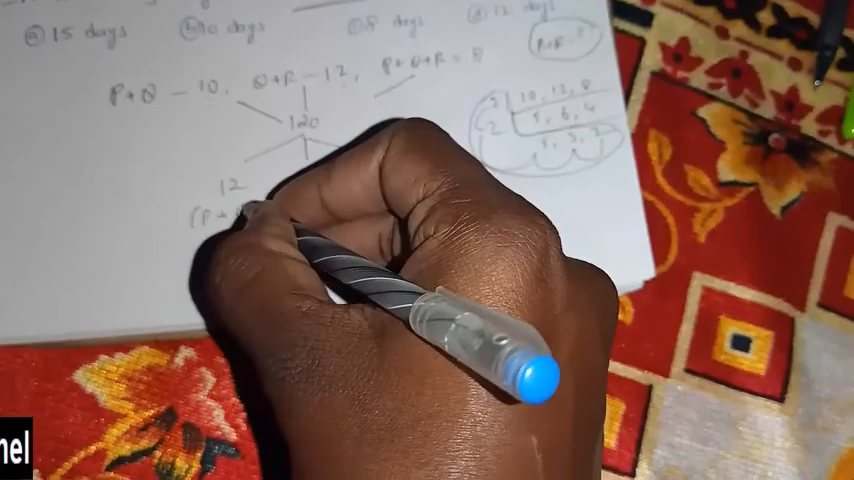 ⓐ 15 days ⓑ 10 days ⓒ 8 days ⓓ 12 days
P+Q - 10, Q+R - 12, P+Q+R = 8
120
12
(P+
2 10, 12, 8
2 5, 6, 4
5, 3, 2
nel